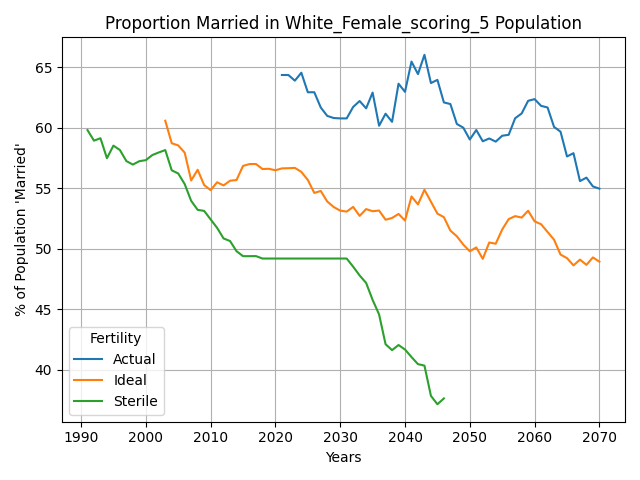 Proportion Married in White_Female_scoring_5 Population
% of Population 'Married'
65
60
55
50
45
40
Fertility
Actual
Ideal
Sterile
1990 2000 2010 2020 2030 2040 2050 2060 2070
Years